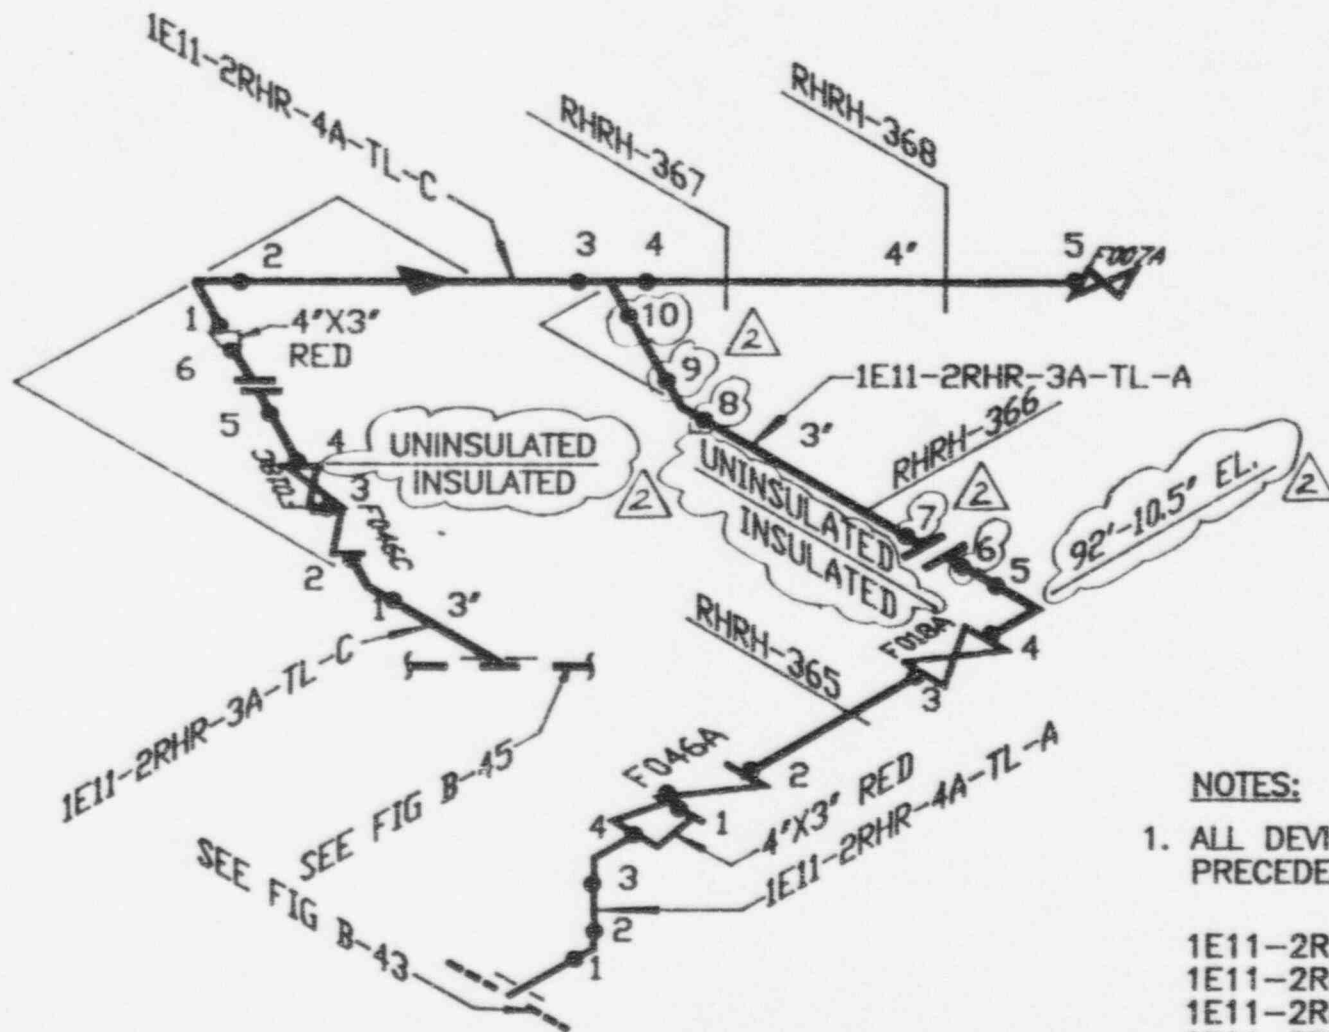 1E11-2RHR-4A-TL-C
RHRH-367
RHRH-368
2
3
4
4"
5
F007A
1
4"X3"
RED
10
2
6
9
1E11-2RHR-3A-TL-A
5
8
3"
RHRH-366
4
UNINSULATED
INSULATED
2
UNINSULATED
INSULATED
2
7
6
5
92'-10.5" EL.
2
3
F046C
2
1
3"
F018A
4
3
RHRH-365
1E11-2RHR-3A-TL-C
SEE FIG B-45
F046A
2
1
4"X3" RED
1E11-2RHR-4A-TL-A
4
3
2
1
SEE FIG B-43
NOTES:
1. ALL DEV
PRECEDE
1E11-2R
1E11-2R
1E11-2R